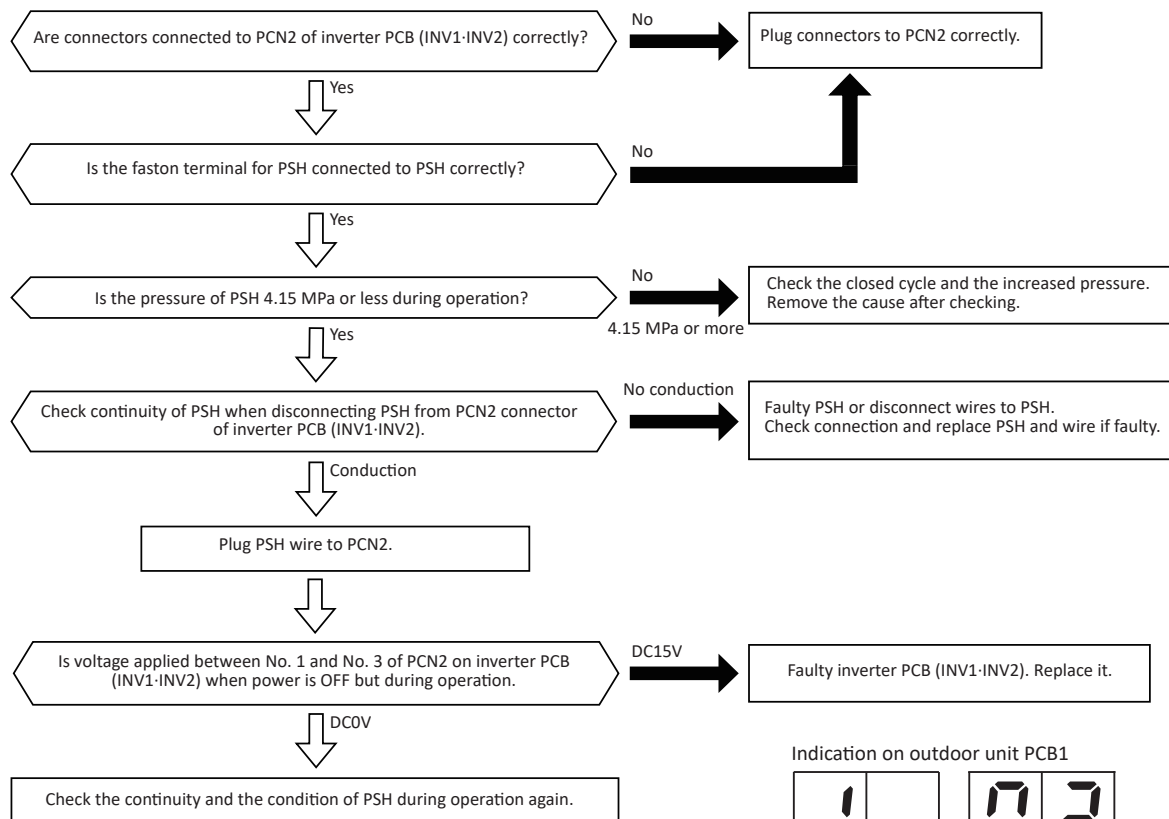 Are connectors connected to PCN2 of inverter PCB (INV1·INV2) correctly?
No
Plug connectors to PCN2 correctly.
Yes
Is the faston terminal for PSH connected to PSH correctly?
No
Yes
Is the pressure of PSH 4.15 MPa or less during operation?
No
4.15 MPa or more
Check the closed cycle and the increased pressure.
Remove the cause after checking.
Yes
Check continuity of PSH when disconnecting PSH from PCN2 connector
of inverter PCB (INV1·INV2).
No conduction
Faulty PSH or disconnect wires to PSH.
Check connection and replace PSH and wire if faulty.
Conduction
Plug PSH wire to PCN2.
Is voltage applied between No. 1 and No. 3 of PCN2 on inverter PCB
(INV1·INV2) when power is OFF but during operation.
DC15V
Faulty inverter PCB (INV1·INV2). Replace it.
DC0V
Check the continuity and the condition of PSH during operation again.
Indication on outdoor unit PCB1